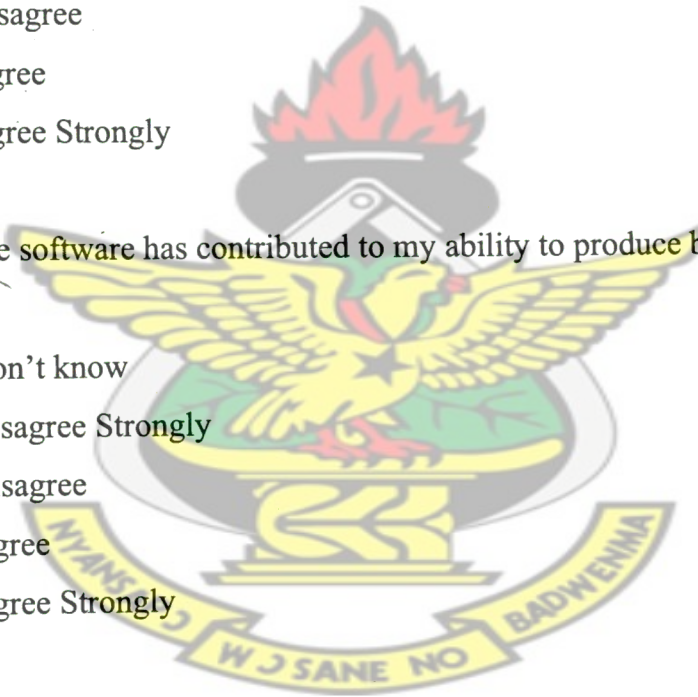 sagree
gree
gree Strongly
e software has contributed to my ability to produce b
on't know
sagree Strongly
sagree
gree
gree Strongly
BADWENMA
WƆ SANE NO